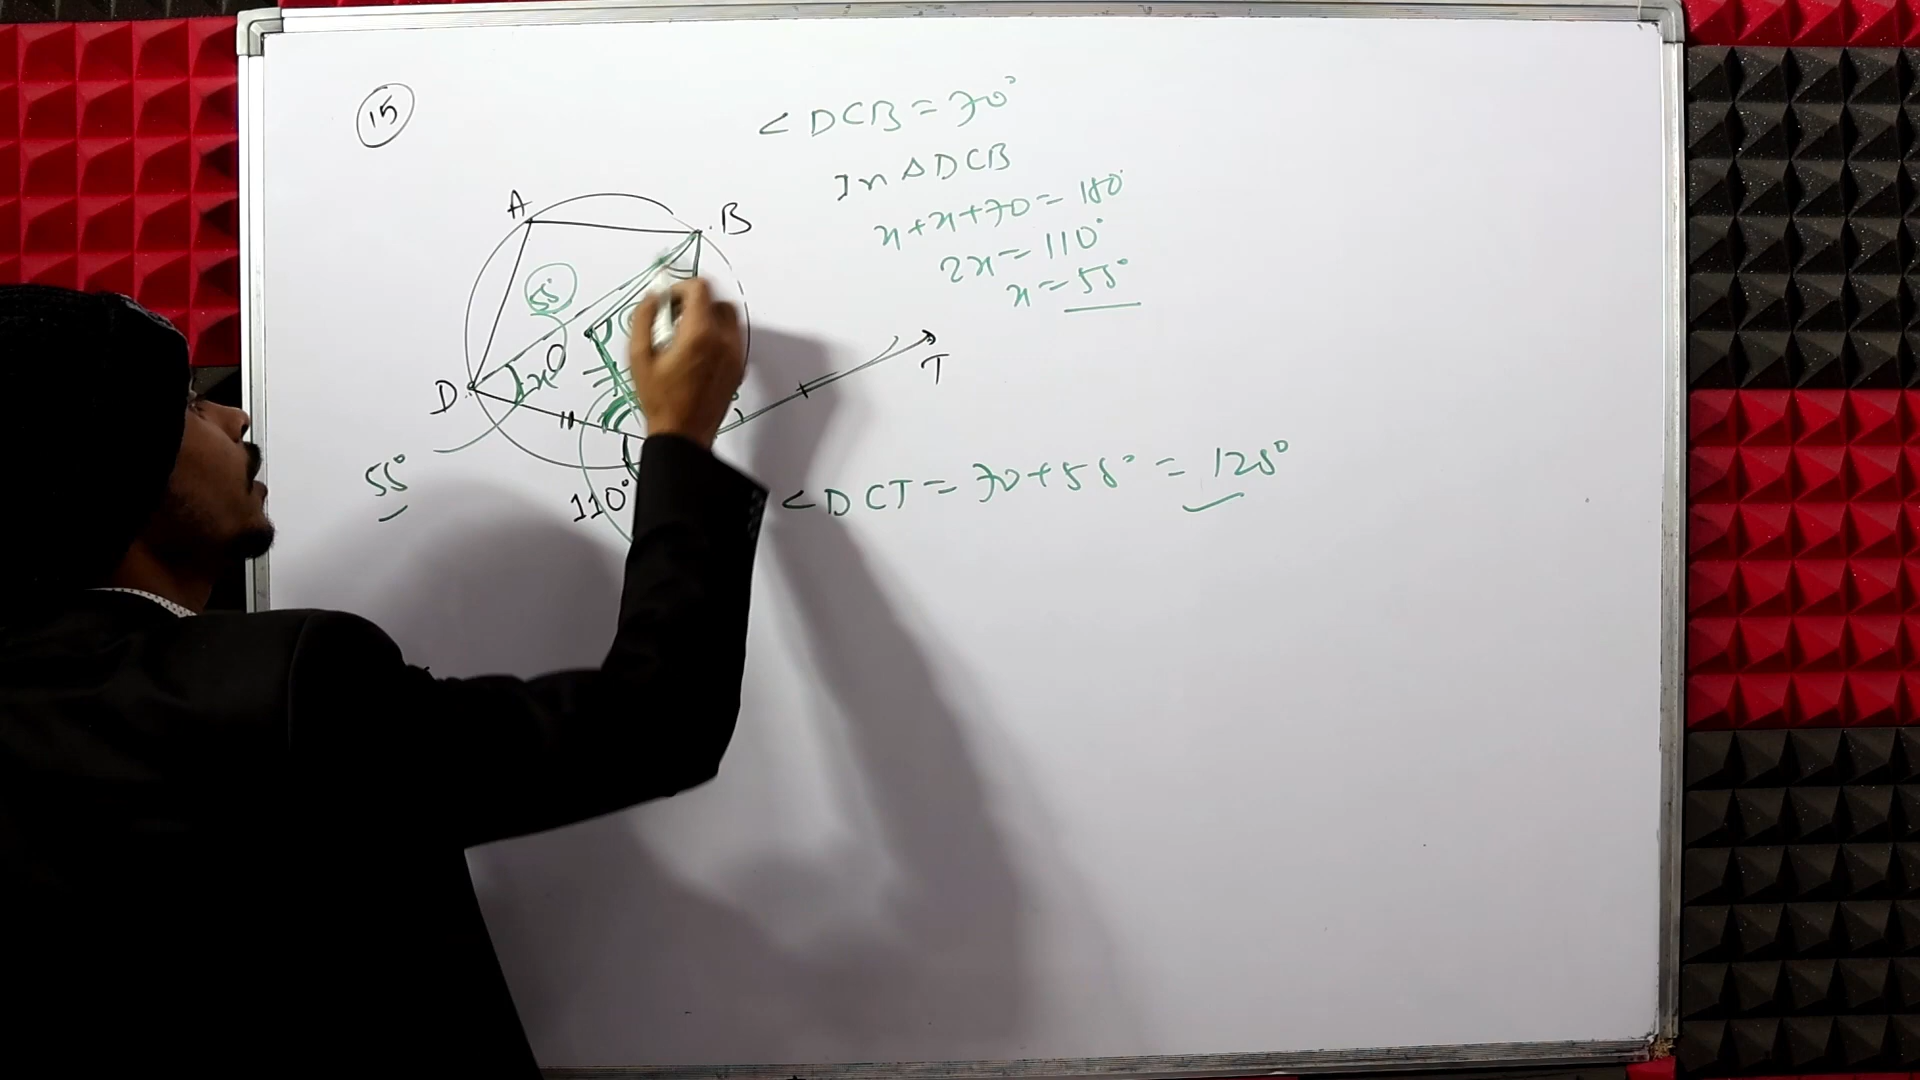 15
∠DCB = 70°
In △DCB
x+x+70 = 180°
2x = 110°
x = 55°
A
B
55°
x°
D
T
55°
110°
∠DCT = 70+55° = 125°